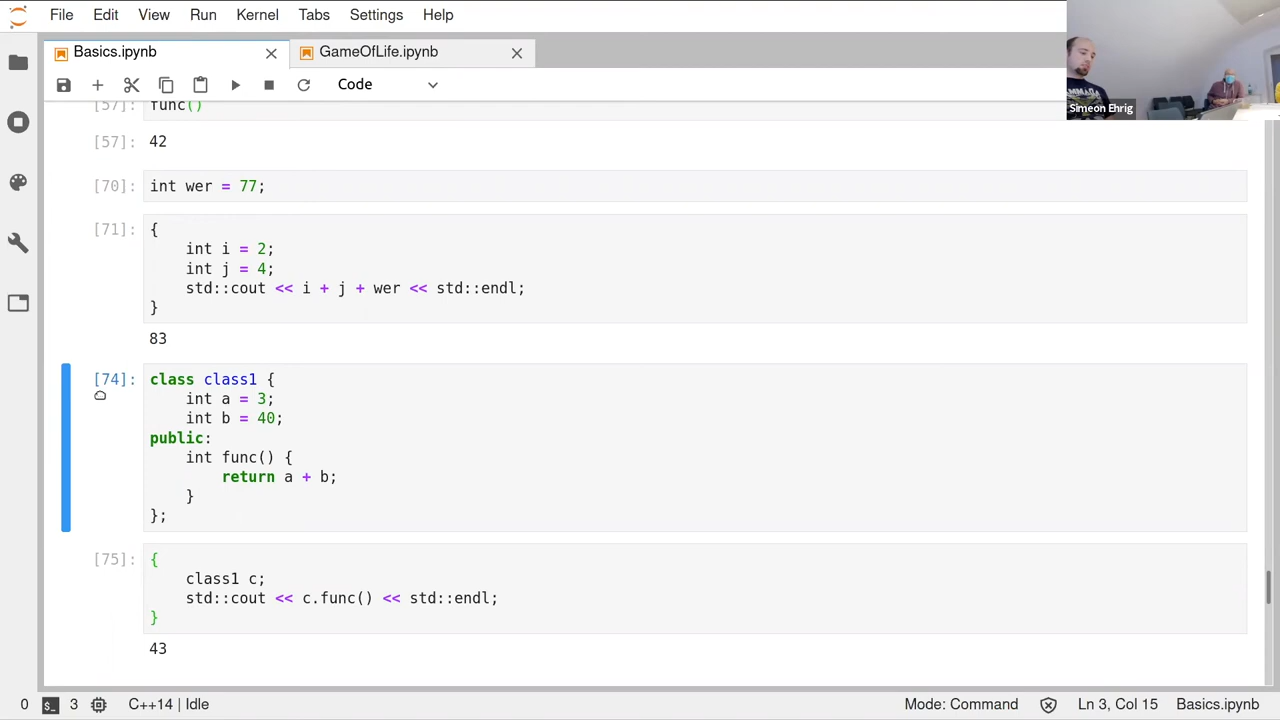 File Edit View Run Kernel Tabs Settings Help
Basics.ipynb GameOfLife.ipynb
Code
Simeon Ehrig
[57]: func()
[57]: 42
[70]: int wer = 77;
[71]: {
int i = 2;
int j = 4;
std::cout << i + j + wer << std::endl;
}
83
[74]: class class1 {
int a = 3;
int b = 40;
public:
int func() {
return a + b;
}
};
[75]: {
class1 c;
std::cout << c.func() << std::endl;
}
43
0 $_ 3 C++14 | Idle Mode: Command Ln 3, Col 15 Basics.ipynb